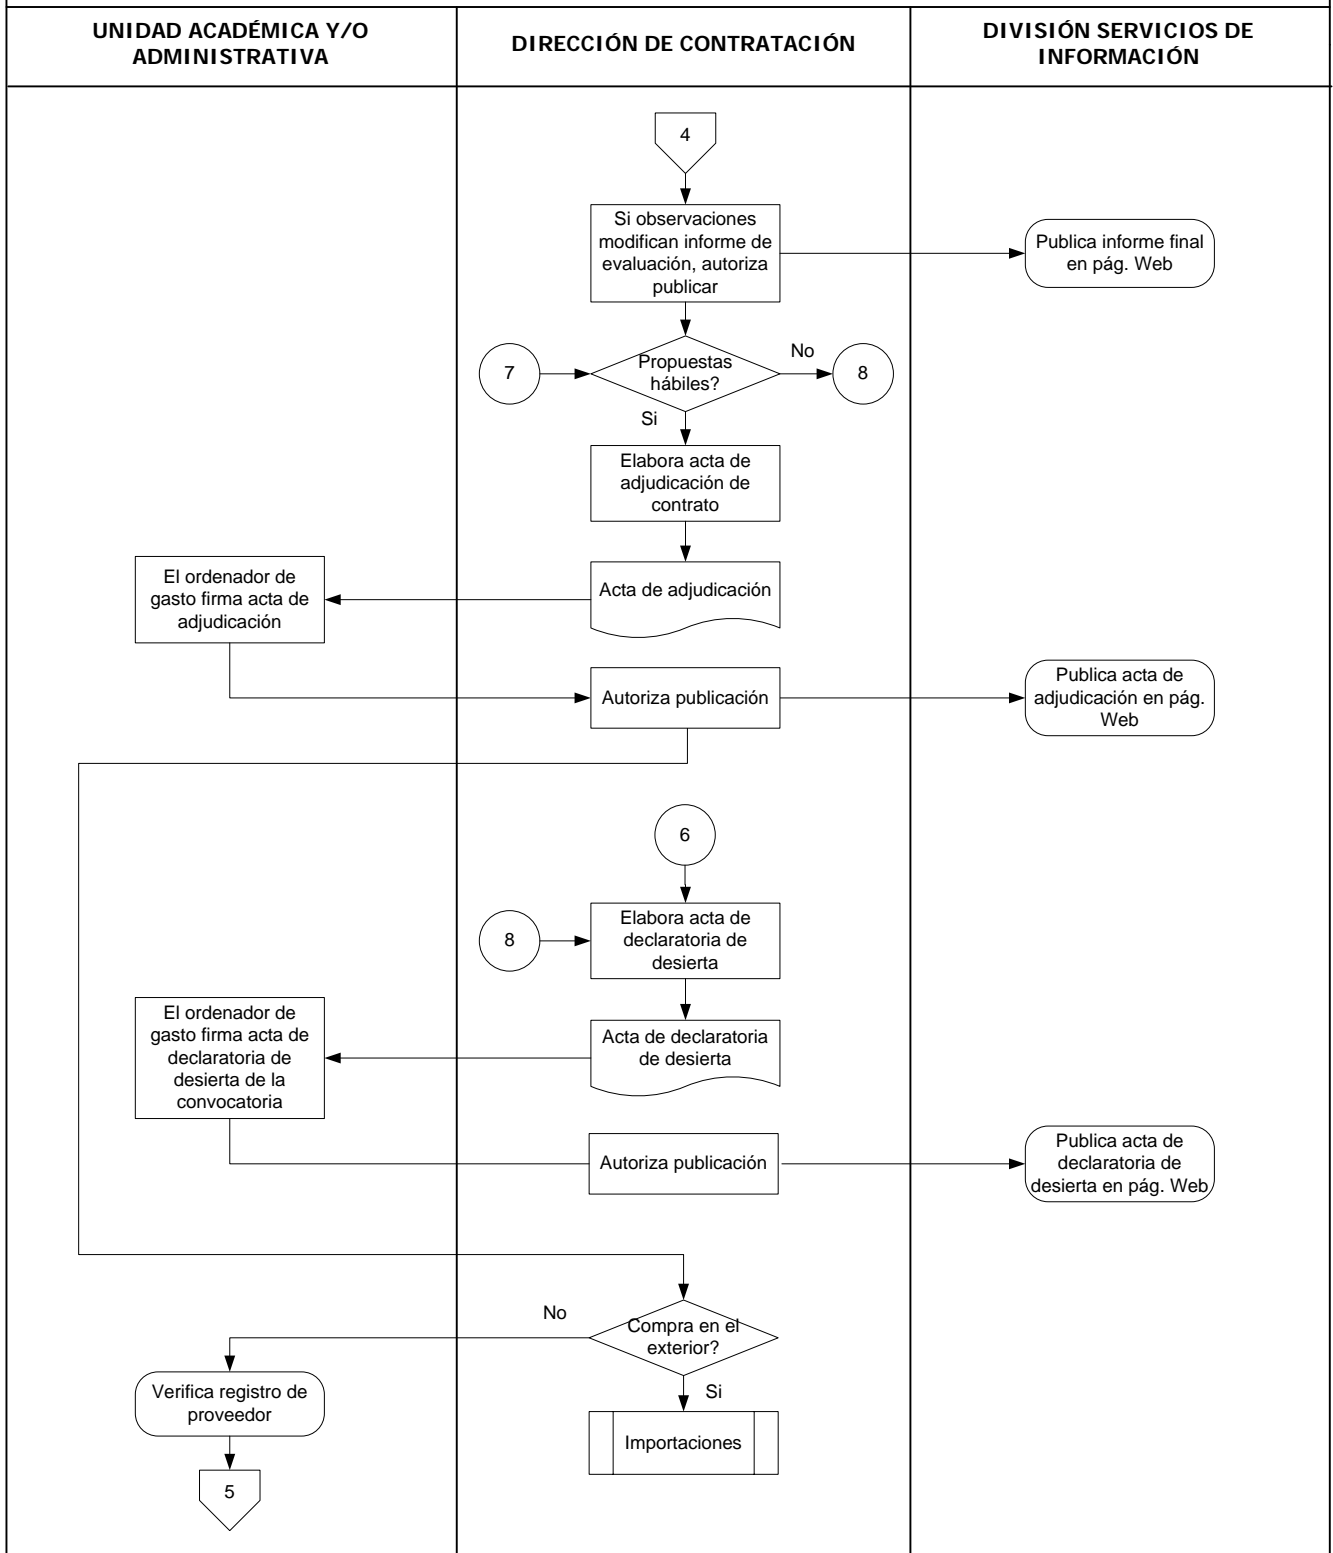 UNIDAD ACADÉMICA Y/O
ADMINISTRATIVA
DIRECCIÓN DE CONTRATACIÓN
DIVISIÓN SERVICIOS DE
INFORMACIÓN
4
Si observaciones
modifican informe de
evaluación, autoriza
publicar
Publica informe final
en pág. Web
7
Propuestas
hábiles?
No
8
Si
Elabora acta de
adjudicación de
contrato
El ordenador de
gasto firma acta de
adjudicación
Acta de adjudicación
Autoriza publicación
Publica acta de
adjudicación en pág.
Web
6
8
Elabora acta de
declaratoria de
desierta
El ordenador de
gasto firma acta de
declaratoria de
desierta de la
convocatoria
Acta de declaratoria
de desierta
Autoriza publicación
Publica acta de
declaratoria de
desierta en pág. Web
No
Compra en el
exterior?
Si
Verifica registro de
proveedor
Importaciones
5